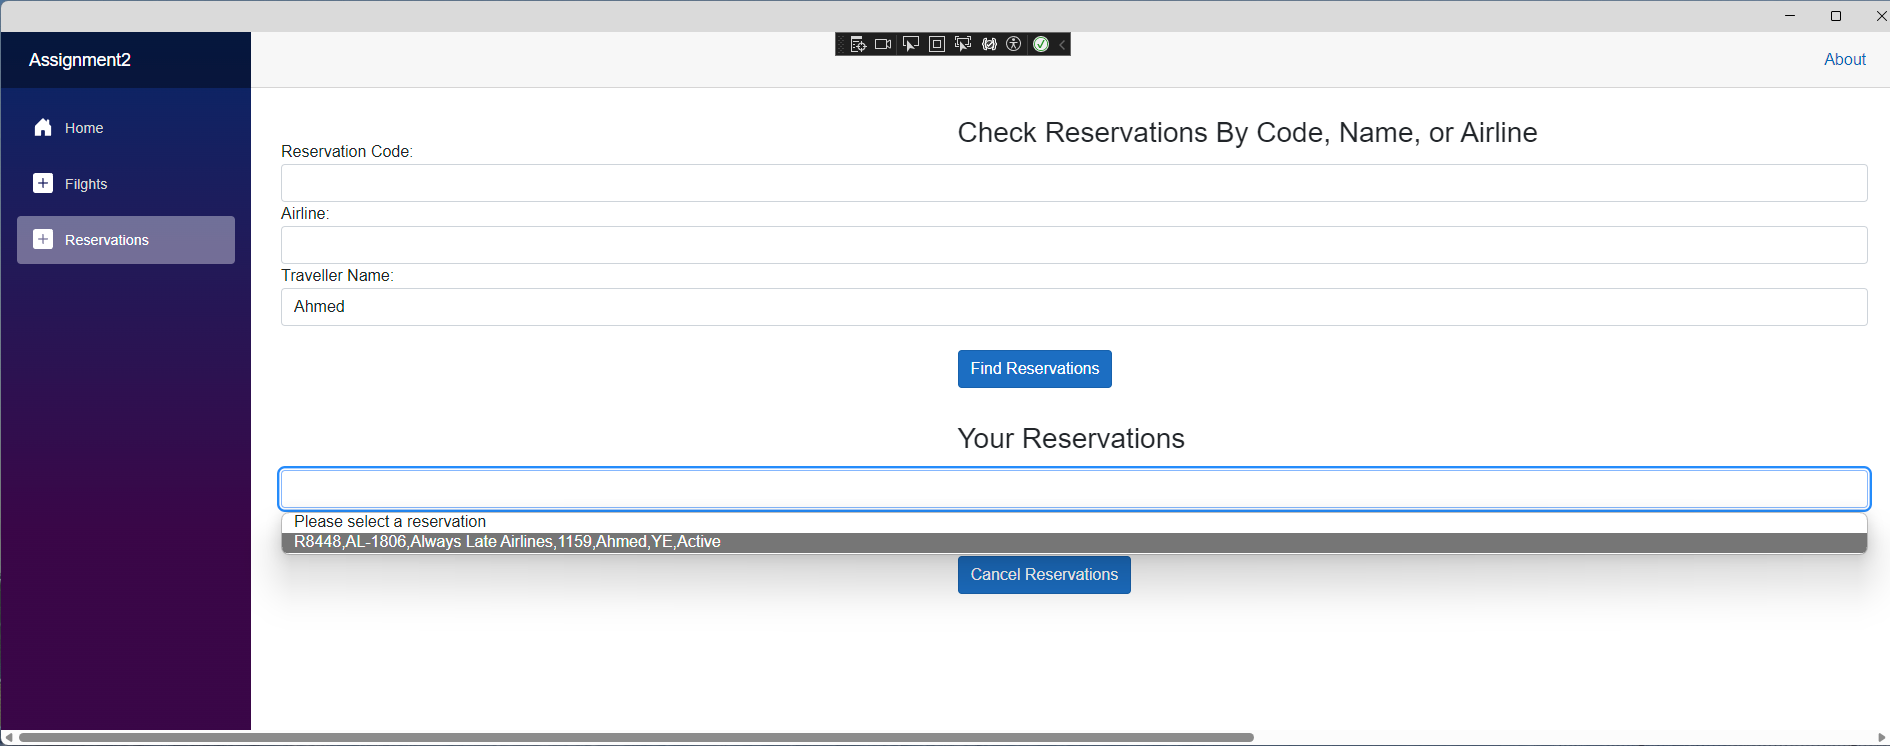 Assignment2
About
Home
Filghts
Reservations
Check Reservations By Code, Name, or Airline
Reservation Code:
Airline:
Traveller Name:
Ahmed
Find Reservations
Your Reservations
Please select a reservation
R8448,AL-1806,Always Late Airlines,1159,Ahmed,YE,Active
Cancel Reservations